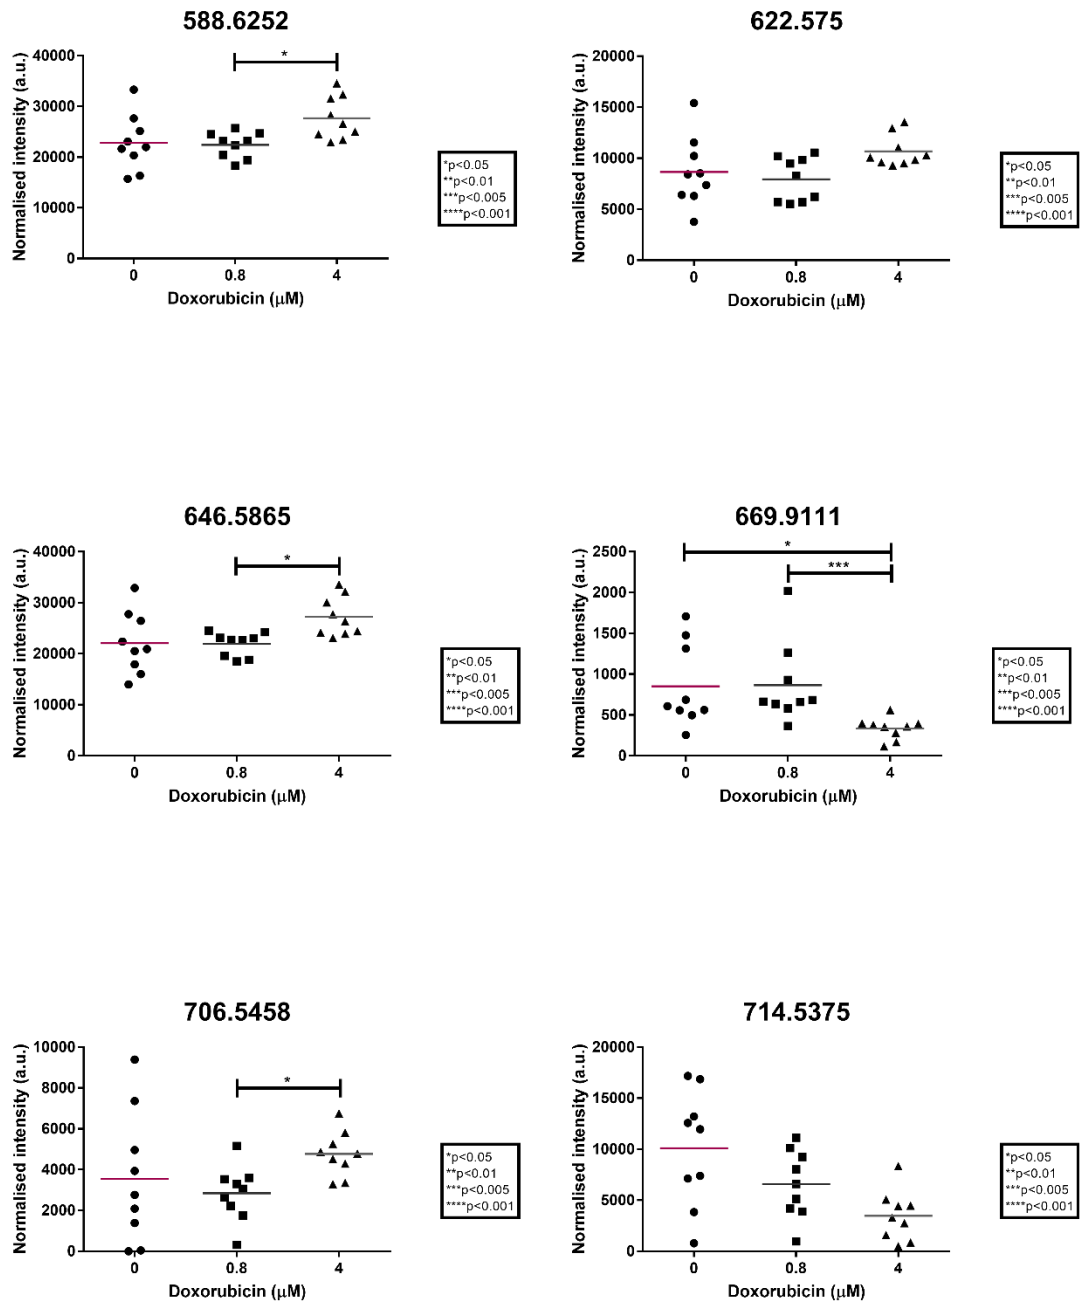 588.6252
Normalised intensity (a.u.)
40000
30000
20000
10000
0
*
0 0.8 4
Doxorubicin (μM)
*p<0.05
**p<0.01
***p<0.005
****p<0.001
622.575
Normalised intensity (a.u.)
20000
15000
10000
5000
0
0 0.8 4
Doxorubicin (μM)
*p<0.05
**p<0.01
***p<0.005
****p<0.001
646.5865
Normalised intensity (a.u.)
40000
30000
20000
10000
0
*
0 0.8 4
Doxorubicin (μM)
*p<0.05
**p<0.01
***p<0.005
****p<0.001
669.9111
Normalised intensity (a.u.)
2500
2000
1500
1000
500
0
*
***
0 0.8 4
Doxorubicin (μM)
*p<0.05
**p<0.01
***p<0.005
****p<0.001
706.5458
Normalised intensity (a.u.)
10000
8000
6000
4000
2000
0
*
0 0.8 4
Doxorubicin (μM)
*p<0.05
**p<0.01
***p<0.005
****p<0.001
714.5375
Normalised intensity (a.u.)
20000
15000
10000
5000
0
0 0.8 4
Doxorubicin (μM)
*p<0.05
**p<0.01
***p<0.005
****p<0.001